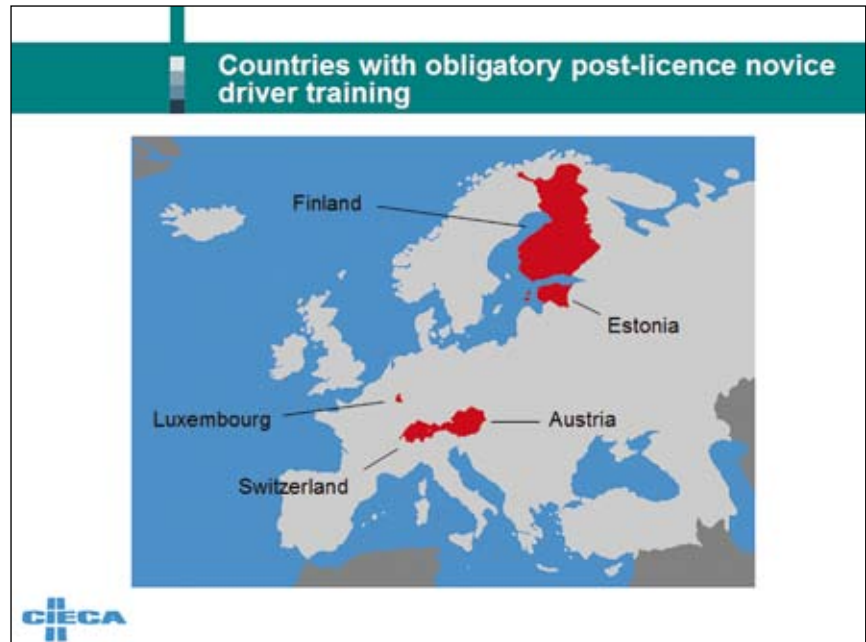 Countries with obligatory post-licence novice
driver training
Finland
Estonia
Luxembourg
Austria
Switzerland
CIECA